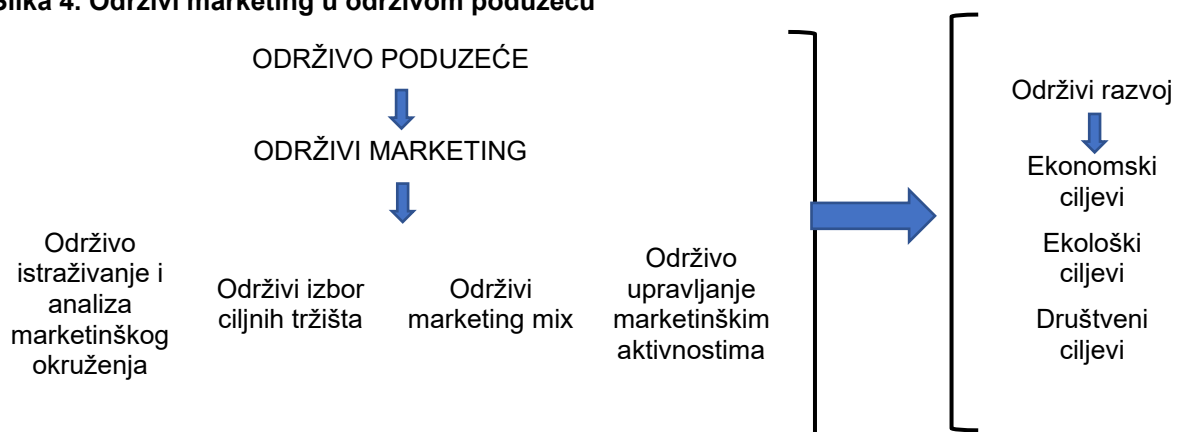 Slika 4. Održivi marketing u održivom poduzeću
ODRŽIVO PODUZEĆE
ODRŽIVI MARKETING
Održivo
istraživanje i
analiza
marketinškog
okruženja
Održivi izbor
ciljnih tržišta
Održivi
marketing mix
Održivo
upravljanje
marketinškim
aktivnostima
Održivi razvoj
Ekonomski
ciljevi
Ekološki
ciljevi
Društveni
ciljevi